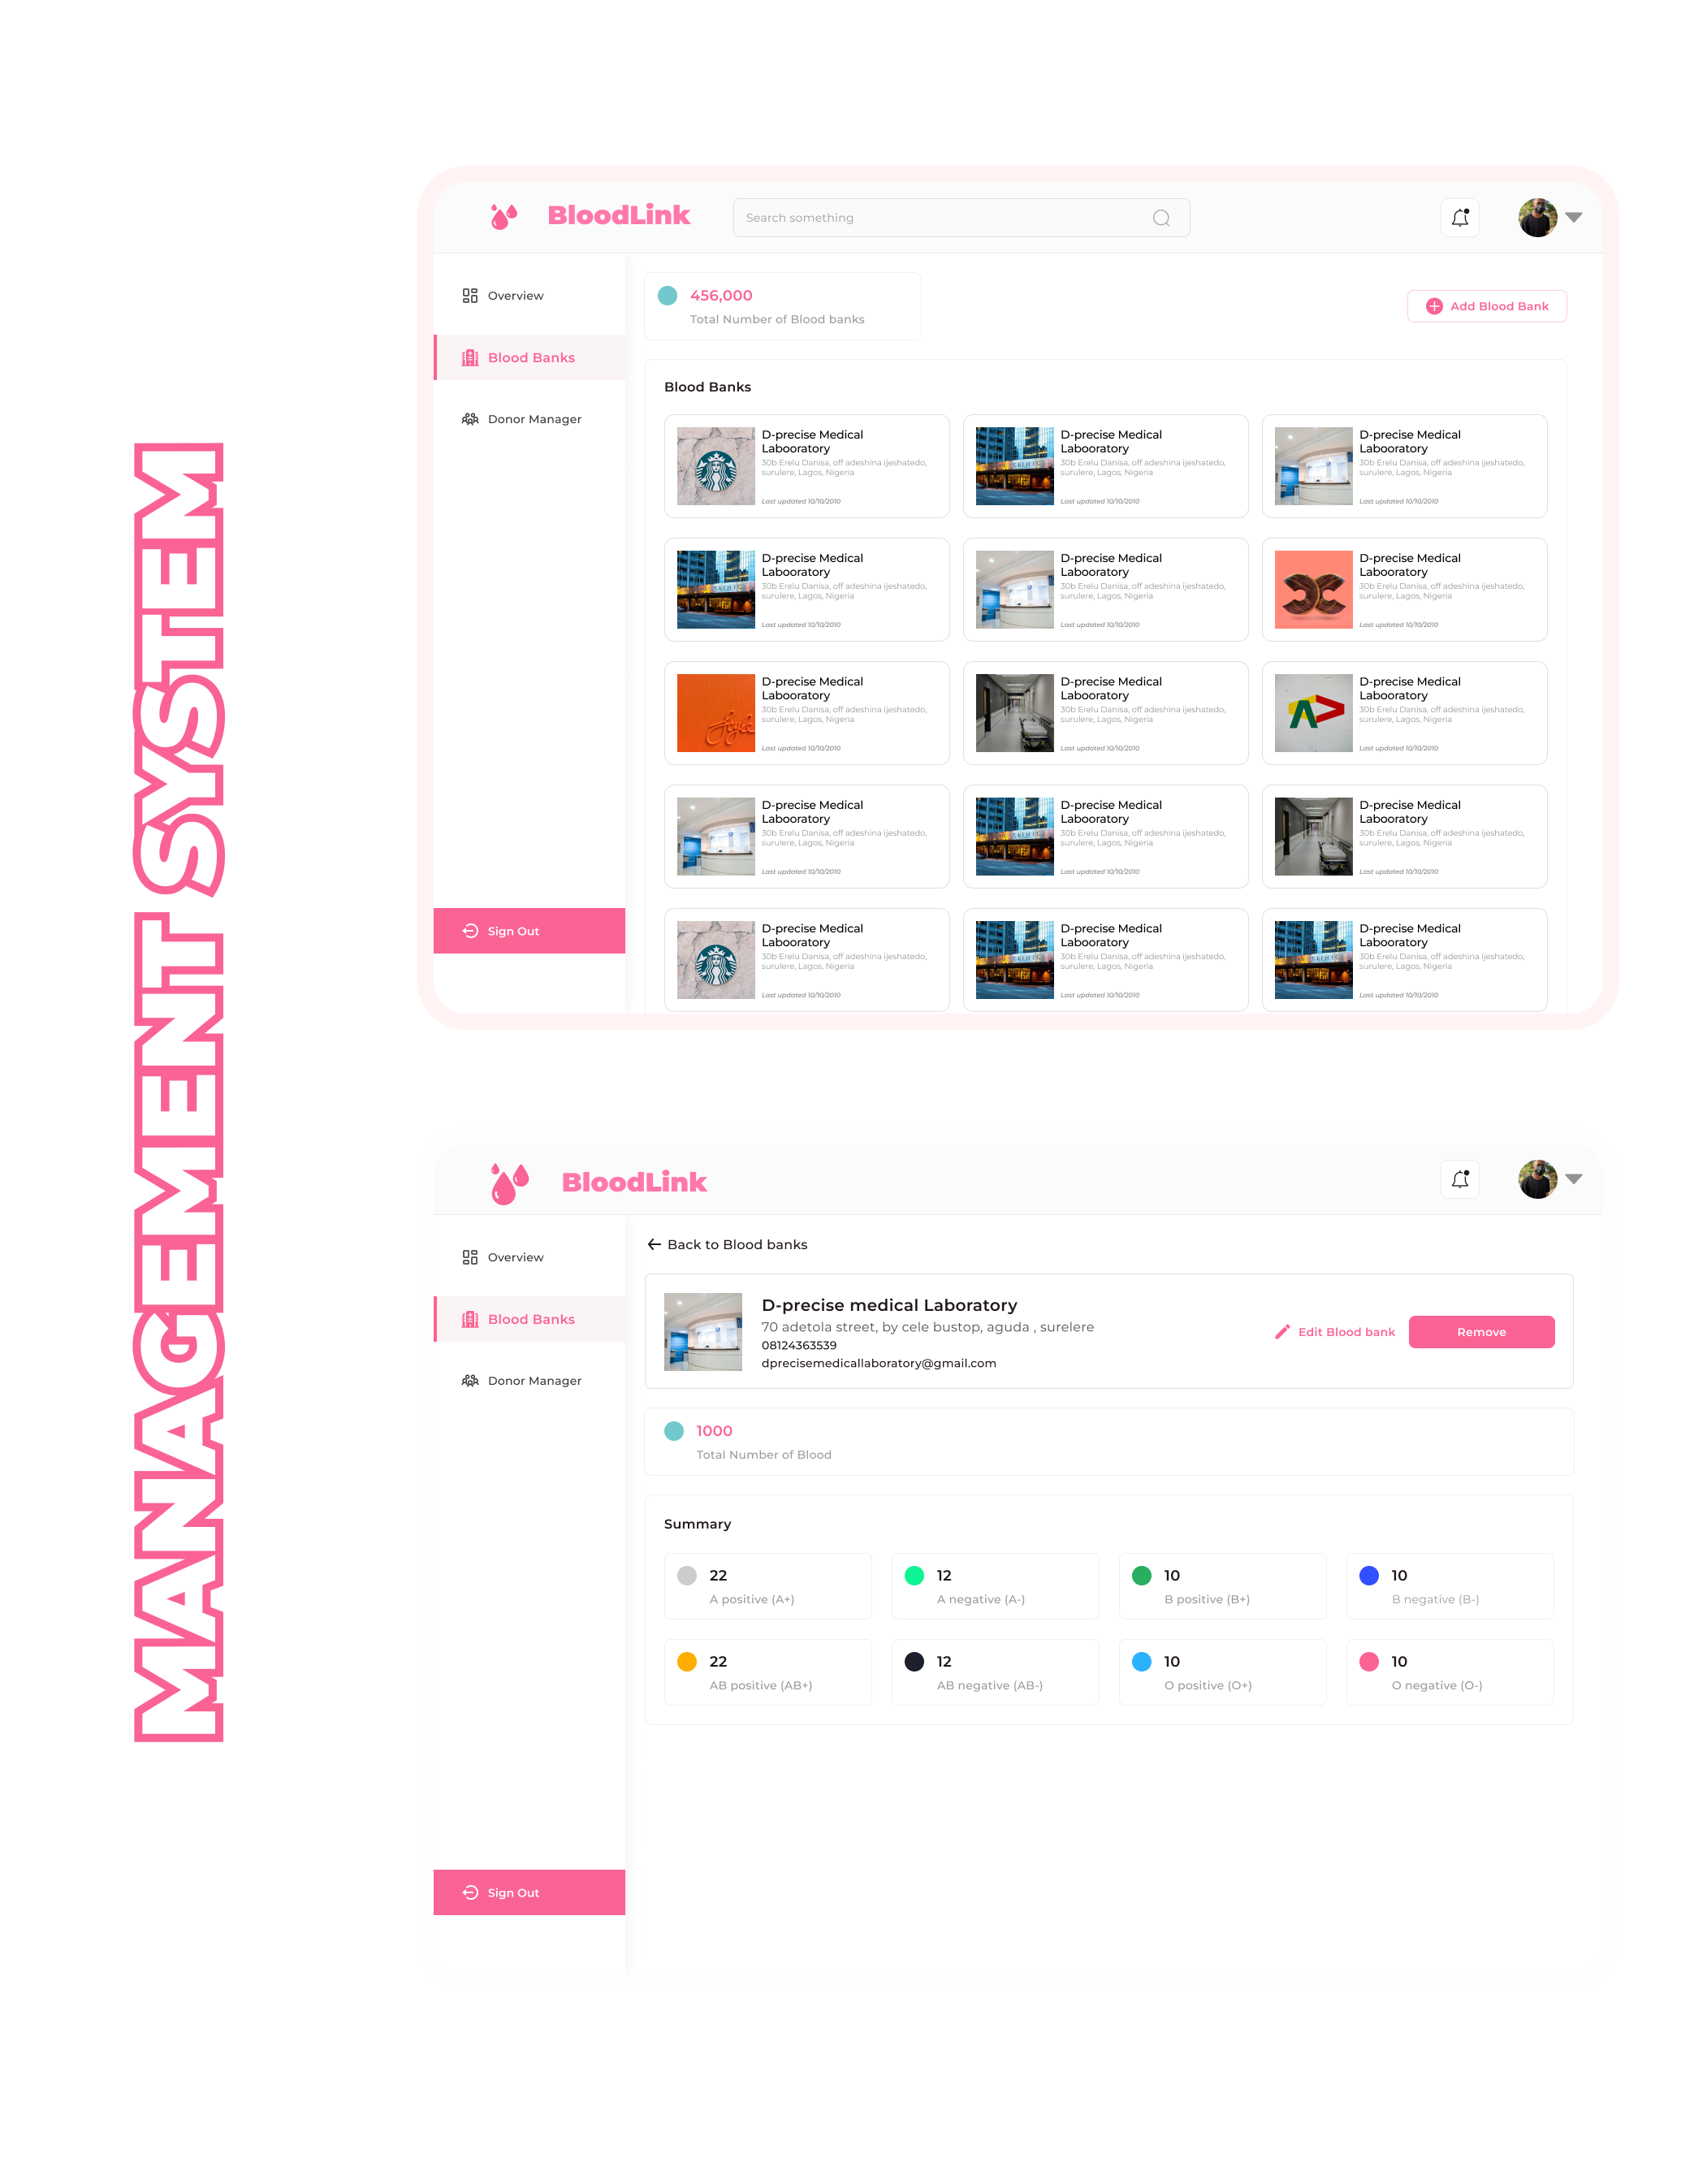 MANAGEMENT SYSTEM
BloodLink
Search something
Overview
Blood Banks
Donor Manager
Sign Out
456,000
Total Number of Blood banks
Add Blood Bank
Blood Banks
D-precise Medical
Labooratory
30b Erelu Danisa, off adeshina ijeshatedo,
surulere, Lagos, Nigeria
Last updated 10/10/2010
D-precise Medical
Labooratory
30b Erelu Danisa, off adeshina ijeshatedo,
surulere, Lagos, Nigeria
Last updated 10/10/2010
D-precise Medical
Labooratory
30b Erelu Danisa, off adeshina ijeshatedo,
surulere, Lagos, Nigeria
Last updated 10/10/2010
D-precise Medical
Labooratory
30b Erelu Danisa, off adeshina ijeshatedo,
surulere, Lagos, Nigeria
Last updated 10/10/2010
D-precise Medical
Labooratory
30b Erelu Danisa, off adeshina ijeshatedo,
surulere, Lagos, Nigeria
Last updated 10/10/2010
D-precise Medical
Labooratory
30b Erelu Danisa, off adeshina ijeshatedo,
surulere, Lagos, Nigeria
Last updated 10/10/2010
D-precise Medical
Labooratory
30b Erelu Danisa, off adeshina ijeshatedo,
surulere, Lagos, Nigeria
Last updated 10/10/2010
D-precise Medical
Labooratory
30b Erelu Danisa, off adeshina ijeshatedo,
surulere, Lagos, Nigeria
Last updated 10/10/2010
D-precise Medical
Labooratory
30b Erelu Danisa, off adeshina ijeshatedo,
surulere, Lagos, Nigeria
Last updated 10/10/2010
D-precise Medical
Labooratory
30b Erelu Danisa, off adeshina ijeshatedo,
surulere, Lagos, Nigeria
Last updated 10/10/2010
D-precise Medical
Labooratory
30b Erelu Danisa, off adeshina ijeshatedo,
surulere, Lagos, Nigeria
Last updated 10/10/2010
D-precise Medical
Labooratory
30b Erelu Danisa, off adeshina ijeshatedo,
surulere, Lagos, Nigeria
Last updated 10/10/2010
D-precise Medical
Labooratory
30b Erelu Danisa, off adeshina ijeshatedo,
surulere, Lagos, Nigeria
Last updated 10/10/2010
D-precise Medical
Labooratory
30b Erelu Danisa, off adeshina ijeshatedo,
surulere, Lagos, Nigeria
Last updated 10/10/2010
D-precise Medical
Labooratory
30b Erelu Danisa, off adeshina ijeshatedo,
surulere, Lagos, Nigeria
Last updated 10/10/2010
BloodLink
Overview
Blood Banks
Donor Manager
Sign Out
Back to Blood banks
D-precise medical Laboratory
70 adetola street, by cele bustop, aguda , surelere
08124363539
dprecisemedicallaboratory@gmail.com
Edit Blood bank
Remove
1000
Total Number of Blood
Summary
22
A positive (A+)
12
A negative (A-)
10
B positive (B+)
10
B negative (B-)
22
AB positive (AB+)
12
AB negative (AB-)
10
O positive (O+)
10
O negative (O-)